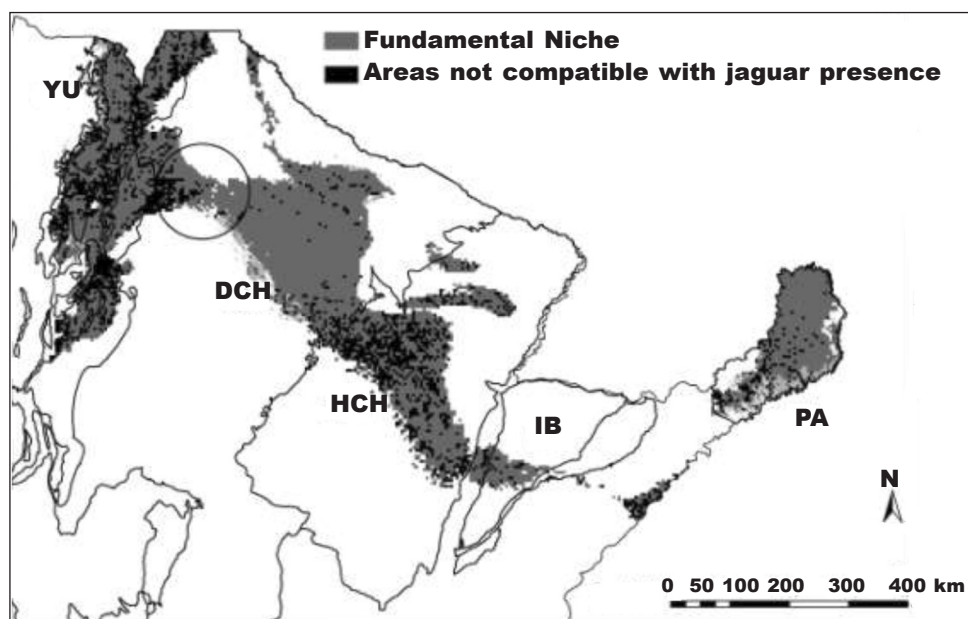 Fundamental Niche
Areas not compatible with jaguar presence
YU
DCH
HCH
IB
PA
N
0 50 100 200 300 400 km